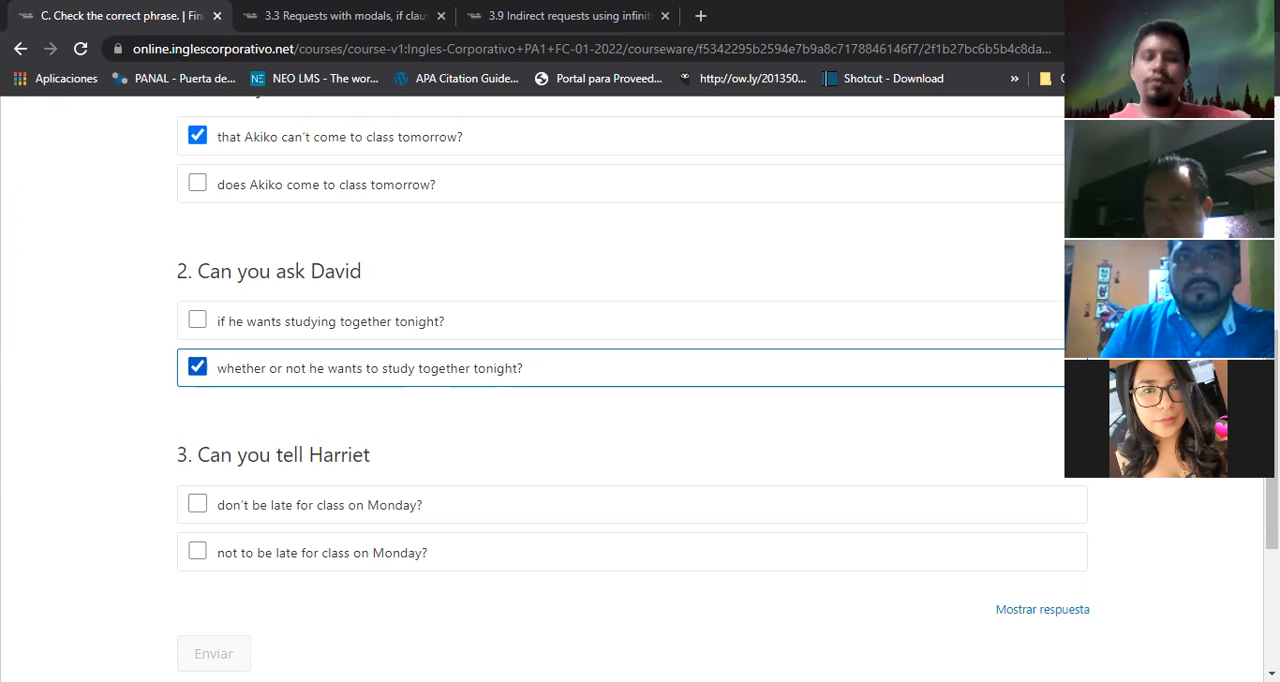 C. Check the correct phrase. | Fin
3.3 Requests with modals, if clau
3.9 Indirect requests using infinit
online.inglescorporativo.net/courses/course-v1:Ingles-Corporativo+PA1+FC-01-2022/courseware/f5342295b2594e7b9a8c7178846146f7/2f1b27bc6b5b4c8da...
Aplicaciones
PANAL - Puerta de...
NEO LMS - The wor...
APA Citation Guide...
Portal para Proveed...
http://ow.ly/201350...
Shotcut - Download
»
that Akiko can't come to class tomorrow?
does Akiko come to class tomorrow?
2. Can you ask David
if he wants studying together tonight?
whether or not he wants to study together tonight?
3. Can you tell Harriet
don't be late for class on Monday?
not to be late for class on Monday?
Mostrar respuesta
Enviar